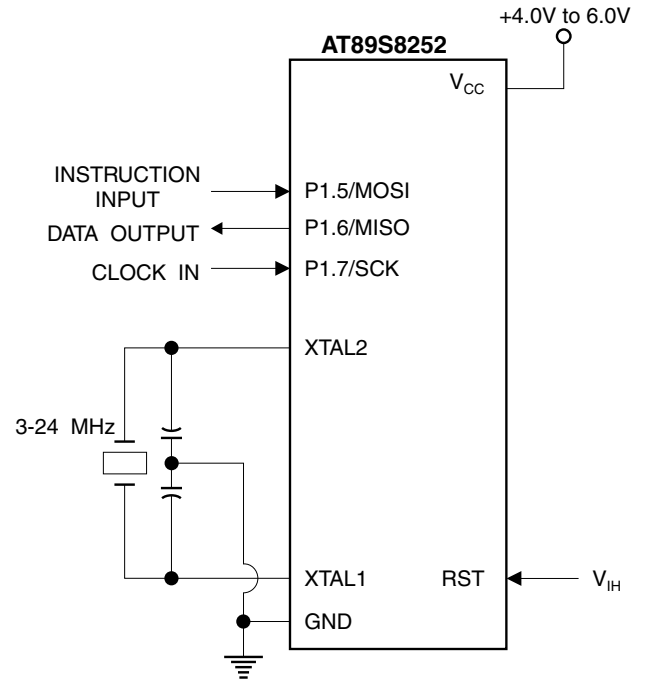 +4.0V to 6.0V
AT89S8252
VCC
INSTRUCTION
INPUT
P1.5/MOSI
DATA OUTPUT
P1.6/MISO
CLOCK IN
P1.7/SCK
XTAL2
3-24 MHz
XTAL1
RST
VIH
GND